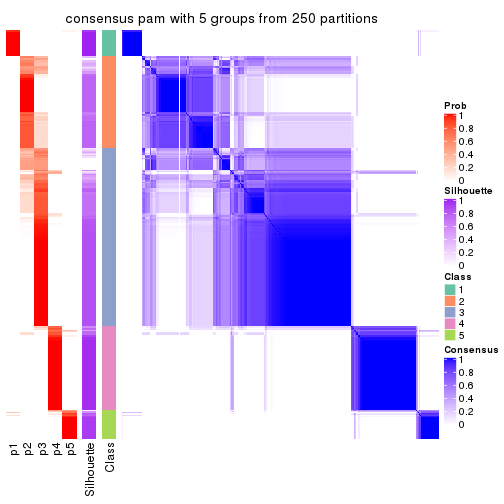 consensus pam with 5 groups from 250 partitions
Prob
1
0.8
0.6
0.4
0.2
0
Silhouette
1
0.8
0.6
0.4
0.2
0
Class
1
2
3
4
5
Consensus
1
0.8
0.6
0.4
0.2
0
p1
p2
p3
p4
p5
Silhouette
Class